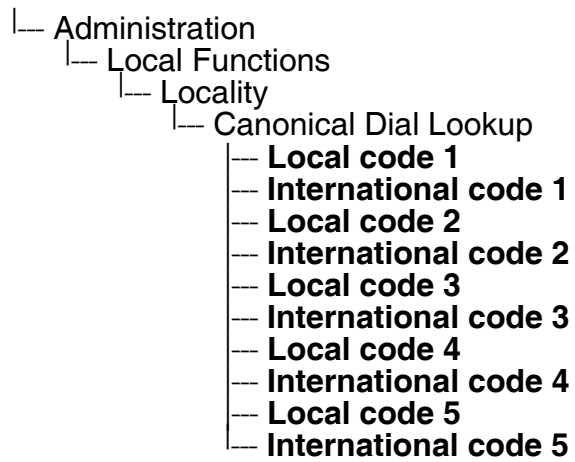 Administration
Local Functions
Locality
Canonical Dial Lookup
Local code 1
International code 1
Local code 2
International code 2
Local code 3
International code 3
Local code 4
International code 4
Local code 5
International code 5